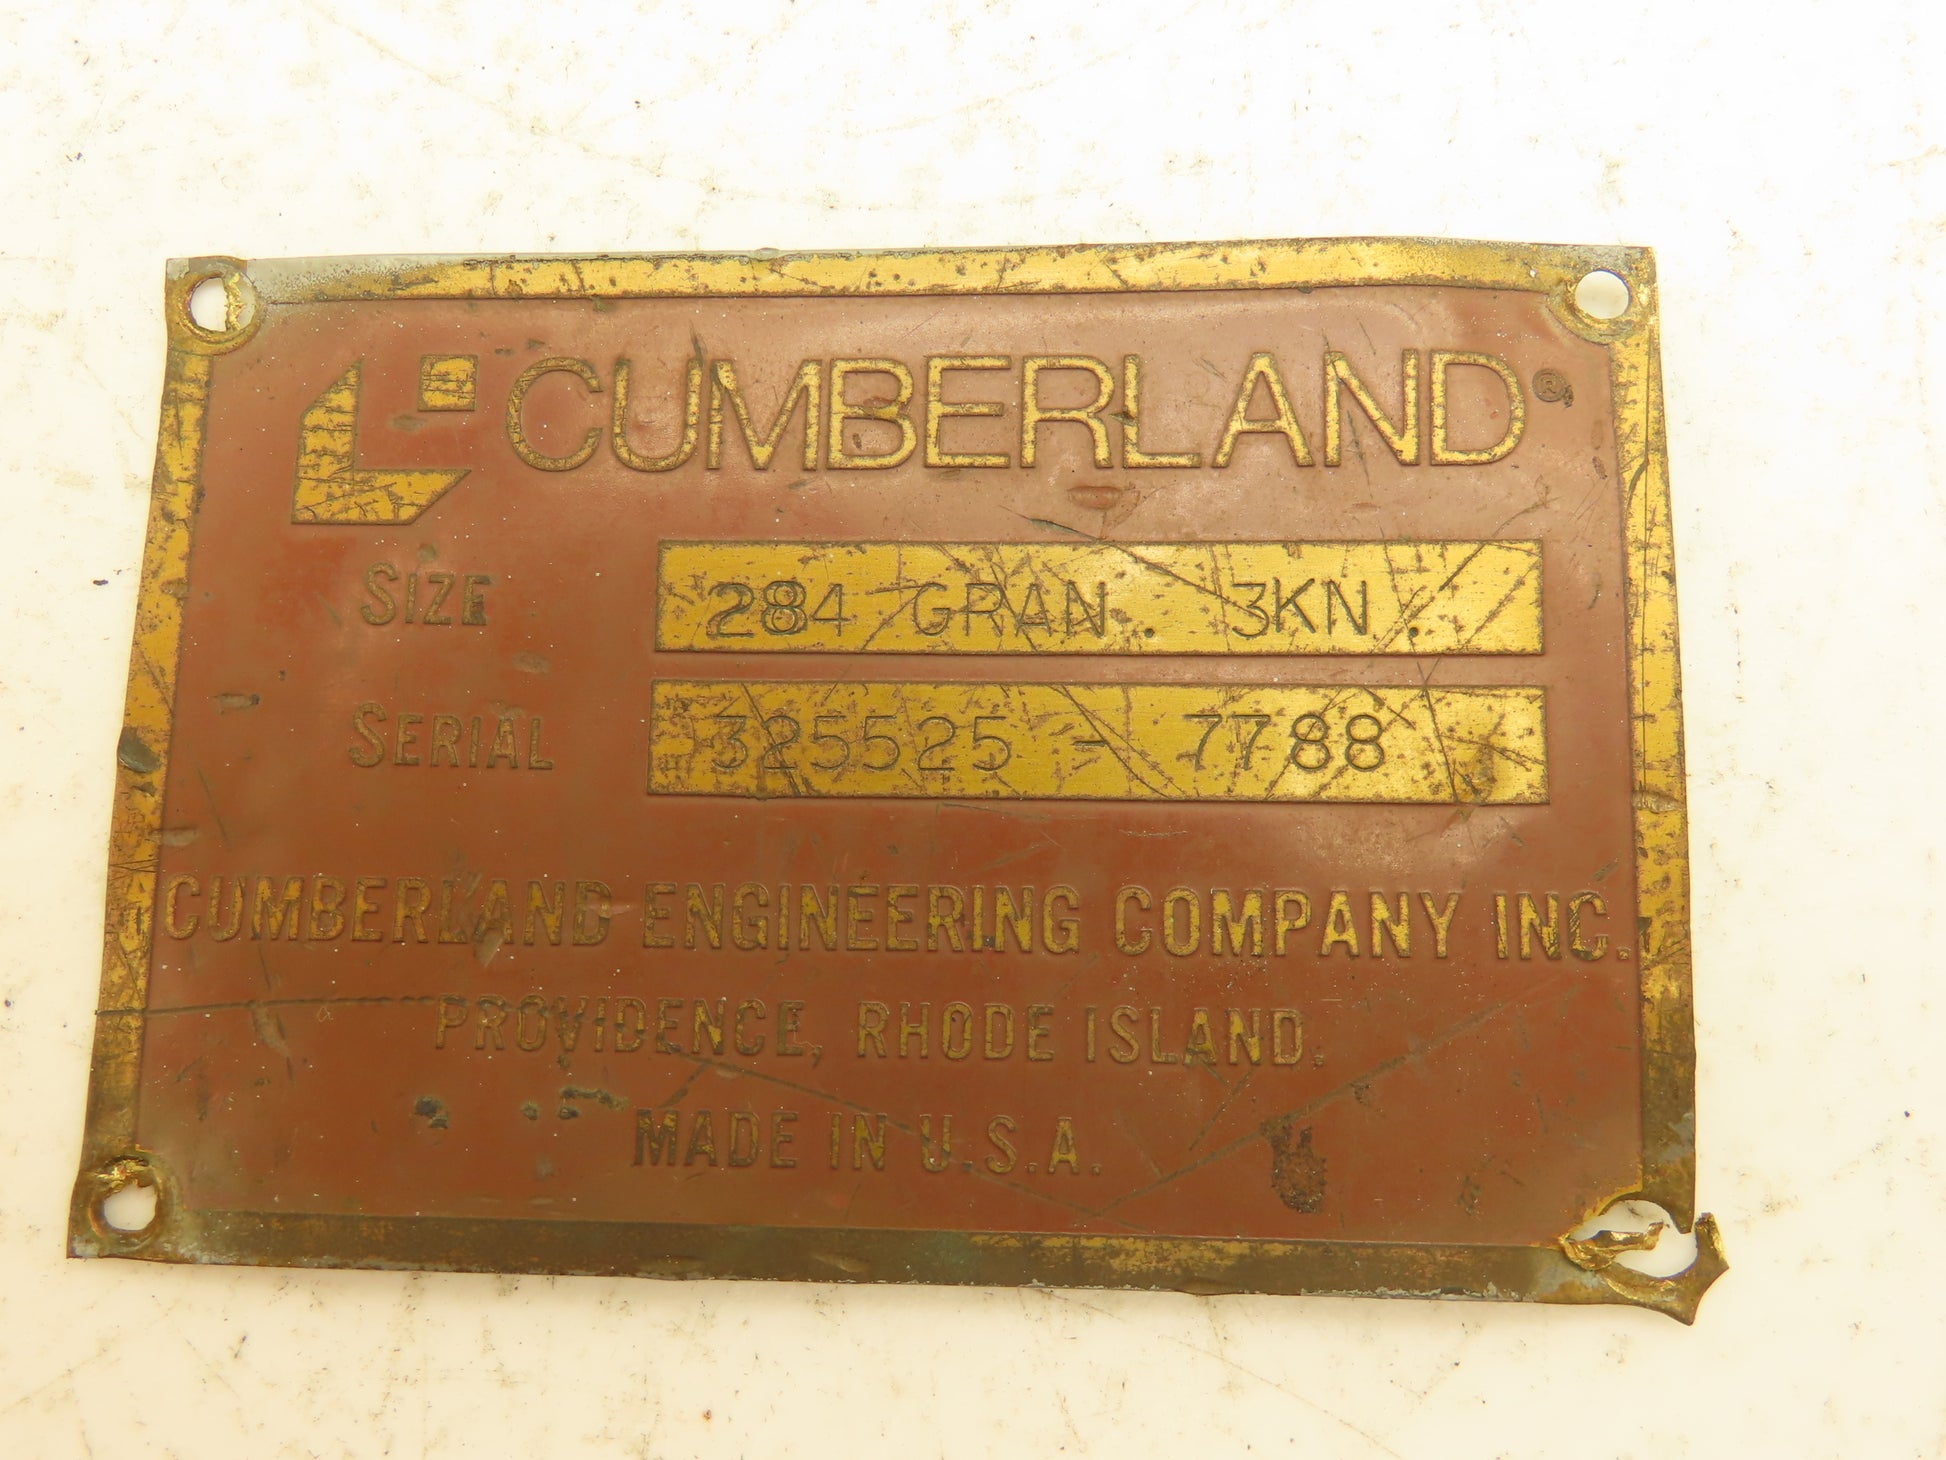 CUMBERLAND®
SIZE 284 GRAN. 3KN.
SERIAL 325525 - 7788
CUMBERLAND ENGINEERING COMPANY INC.
PROVIDENCE, RHODE ISLAND.
MADE IN U.S.A.